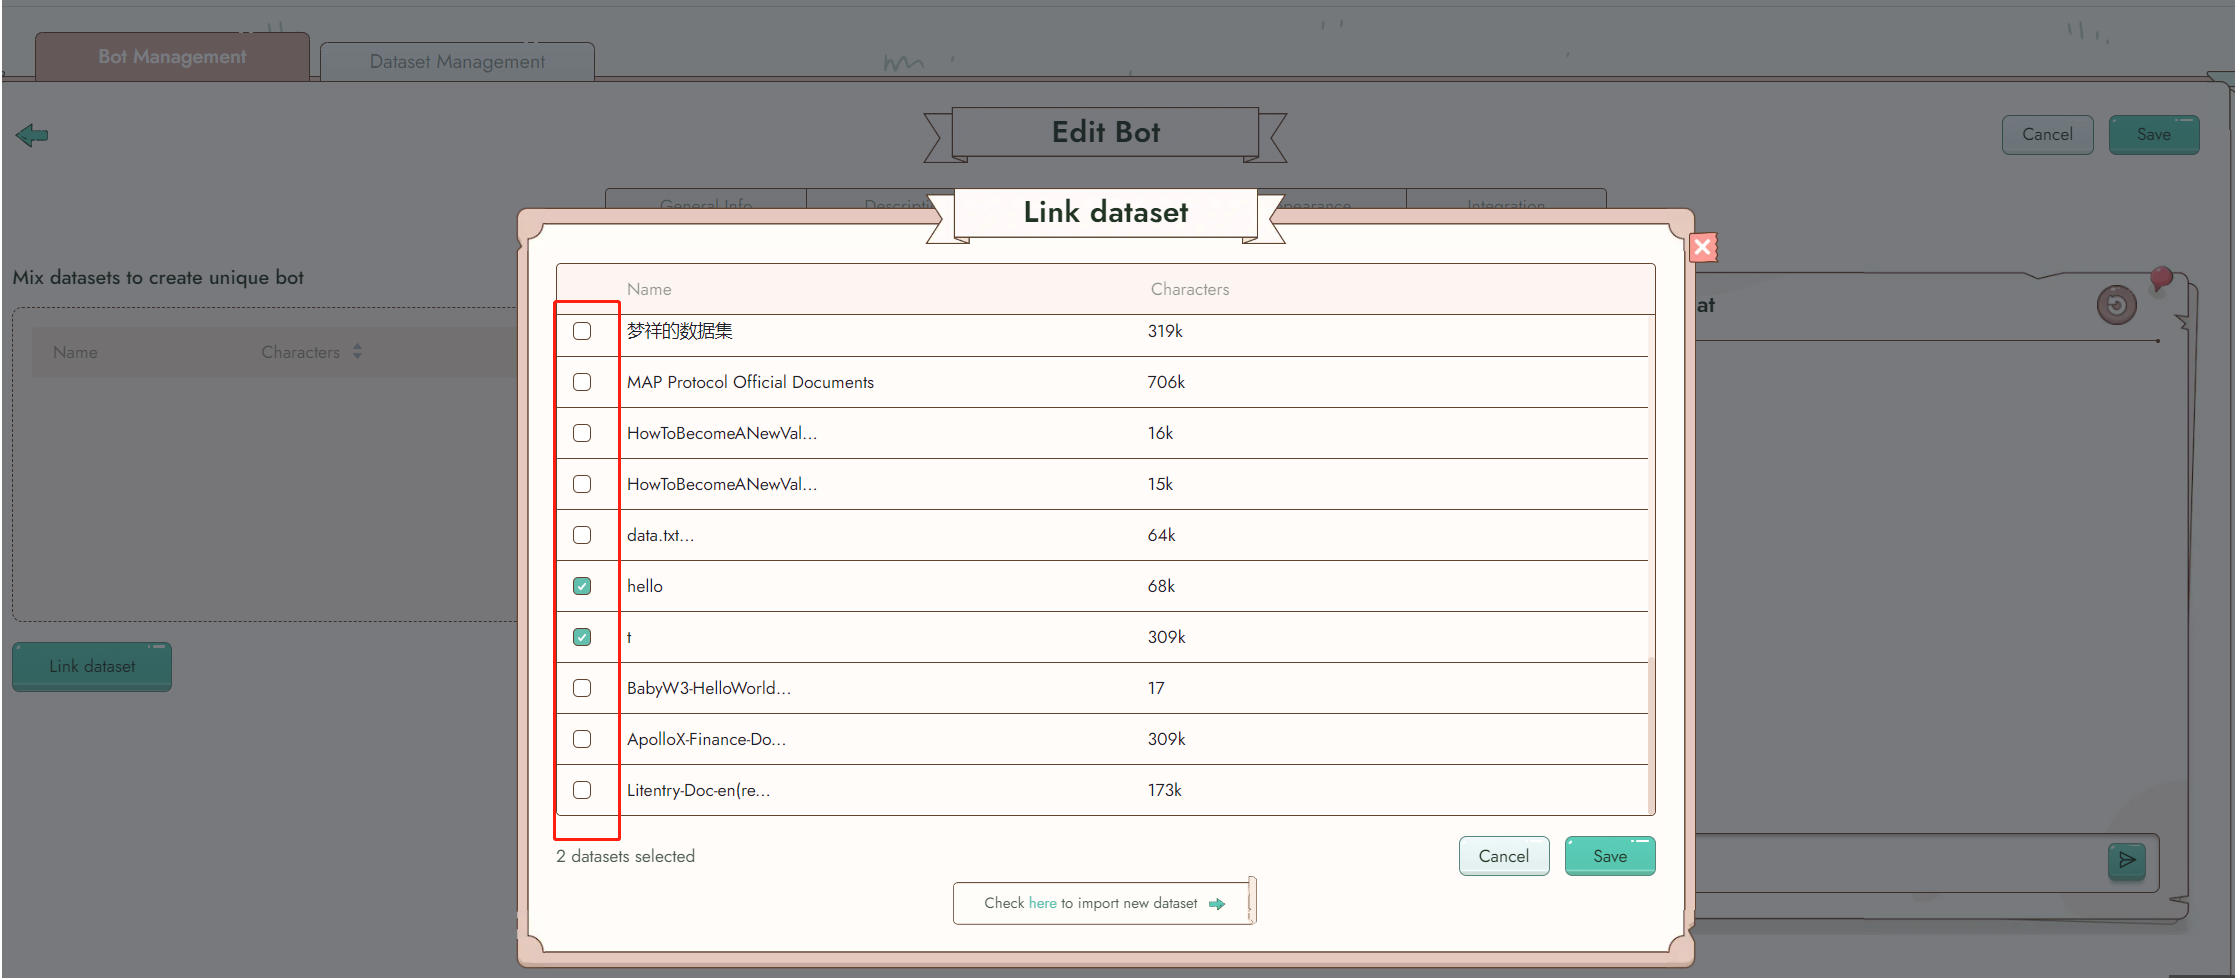 Bot Management
Dataset Management
Edit Bot
Cancel
Save
General Info
Integration
Link dataset
Mix datasets to create unique bot
Name
Characters
Link dataset
Name Characters
梦祥的数据集 319k
MAP Protocol Official Documents 706k
HowToBecomeANewVal... 16k
HowToBecomeANewVal... 15k
data.txt... 64k
hello 68k
t 309k
BabyW3-HelloWorld... 17
ApolloX-Finance-Do... 309k
Litentry-Doc-en(re... 173k
2 datasets selected
Cancel
Save
Check here to import new dataset